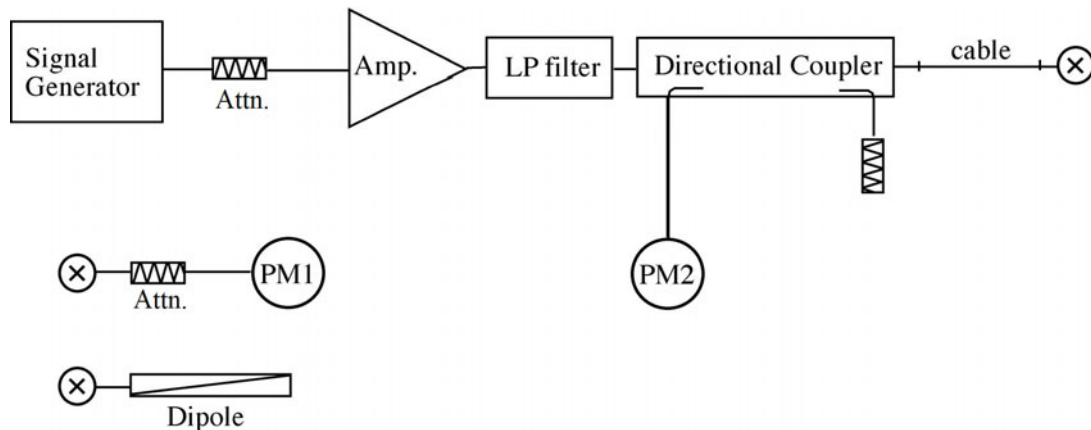 Signal
Generator
Attn.
Amp.
LP filter
Directional Coupler
cable
PM1
Attn.
PM2
Dipole